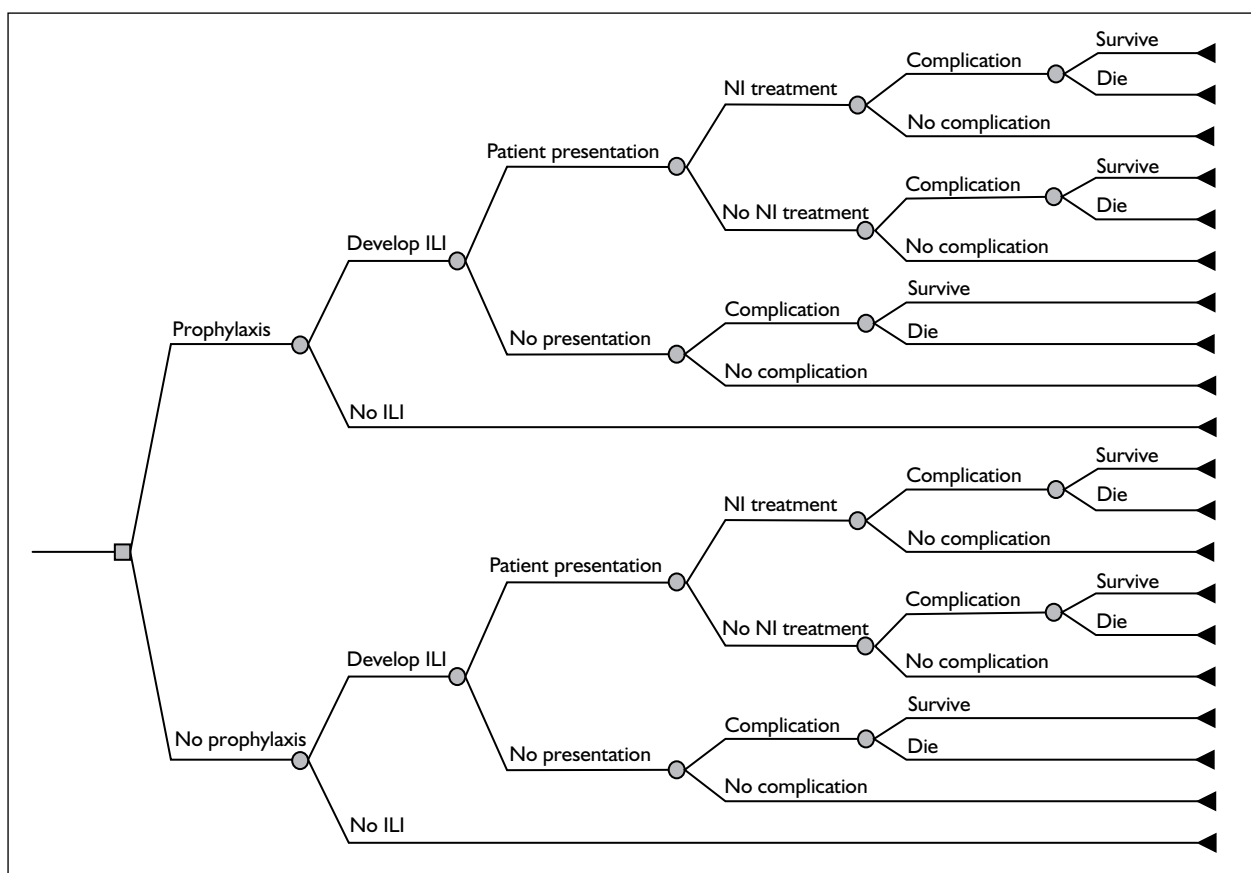 Survive
Complication
Die
NI treatment
No complication
Patient presentation
Survive
Complication
Die
No NI treatment
No complication
Develop ILI
Survive
Complication
Die
Prophylaxis
No presentation
No complication
No ILI
Survive
Complication
Die
NI treatment
No complication
Patient presentation
Survive
Complication
Die
No NI treatment
No complication
Develop ILI
Survive
Complication
Die
No prophylaxis
No presentation
No complication
No ILI